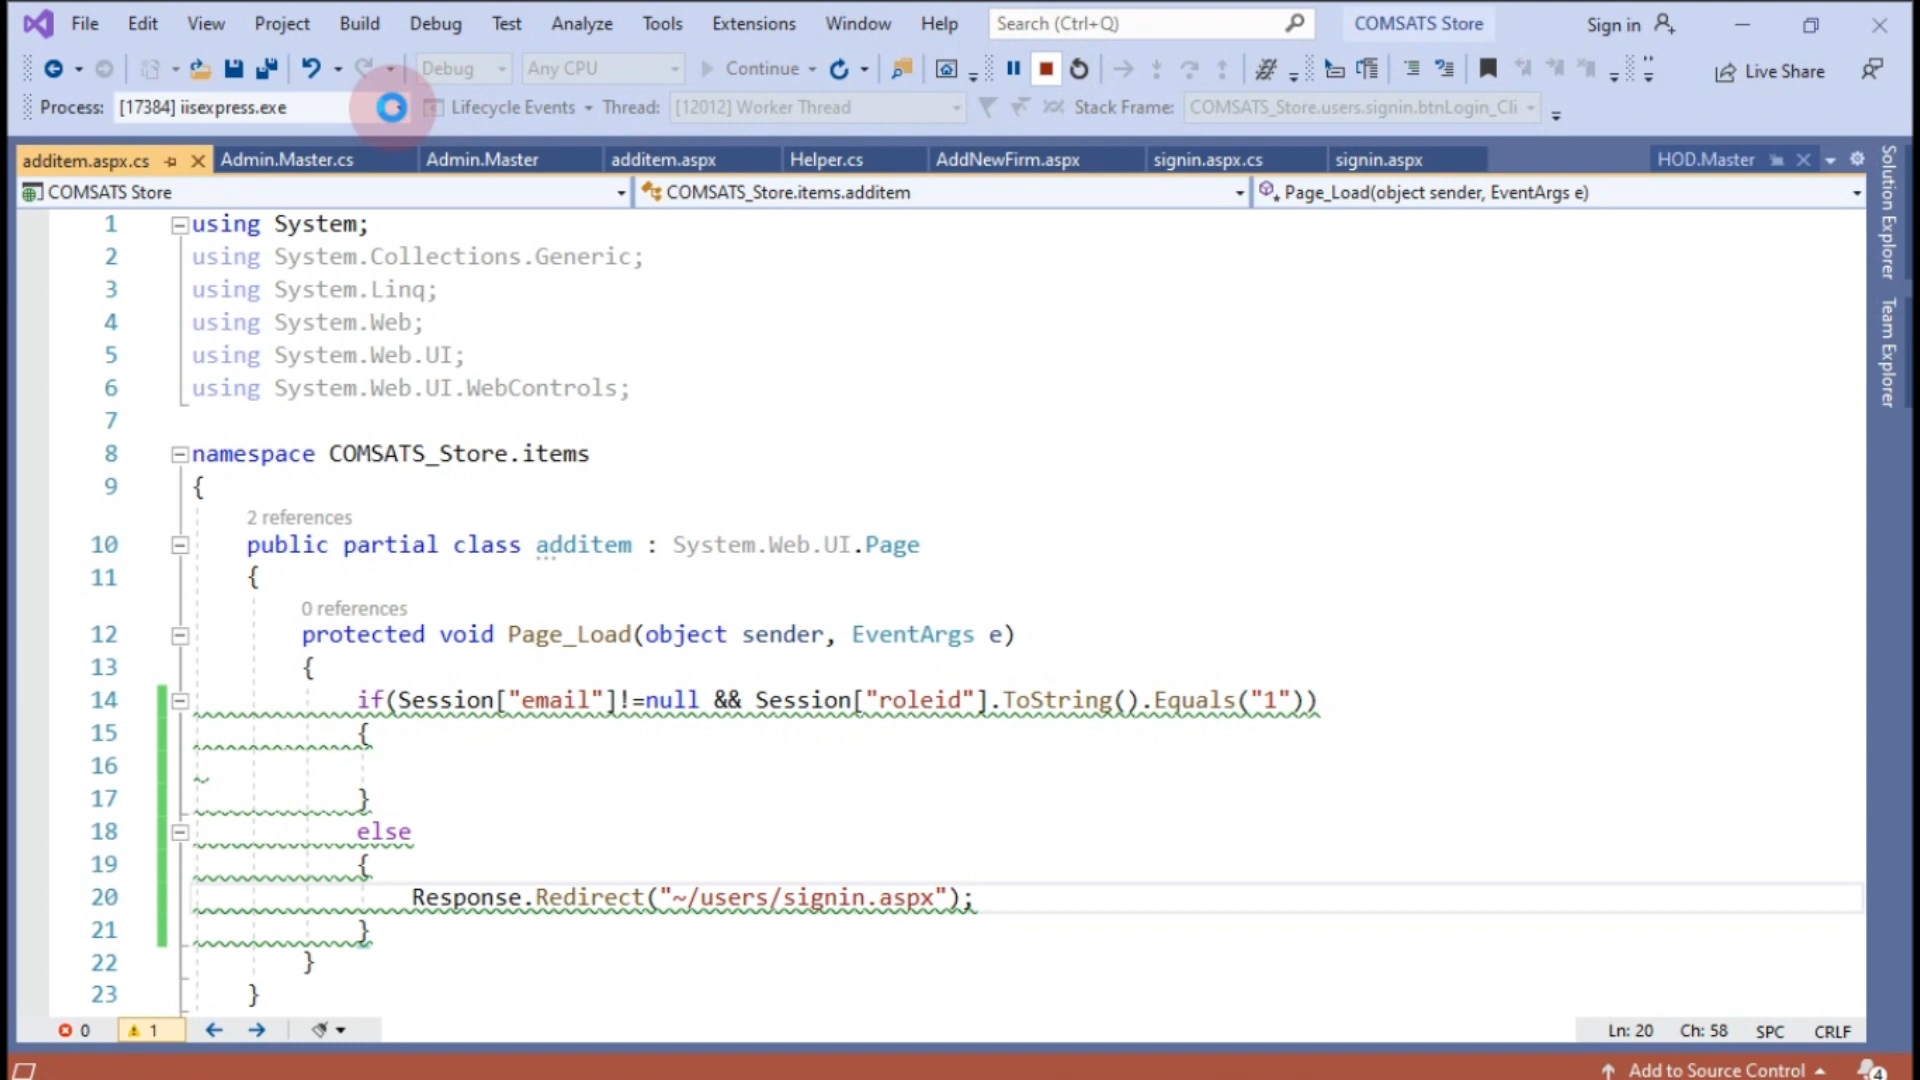 File Edit View Project Build Debug Test Analyze Tools Extensions Window Help Search (Ctrl+Q) COMSATS Store Sign in
Debug Any CPU Continue Live Share
Process: [17384] iisexpress.exe Lifecycle Events Thread: [12012] Worker Thread Stack Frame: COMSATS_Store.users.signin.btnLogin_Cli
additem.aspx.cs Admin.Master.cs Admin.Master additem.aspx Helper.cs AddNewFirm.aspx signin.aspx.cs signin.aspx HOD.Master
COMSATS Store COMSATS_Store.items.additem Page_Load(object sender, EventArgs e)
Solution Explorer
Team Explorer
1 using System;
2 using System.Collections.Generic;
3 using System.Linq;
4 using System.Web;
5 using System.Web.UI;
6 using System.Web.UI.WebControls;
7
8 namespace COMSATS_Store.items
9 {
2 references
10 public partial class additem : System.Web.UI.Page
11 {
0 references
12 protected void Page_Load(object sender, EventArgs e)
13 {
14 if(Session["email"]!=null && Session["roleid"].ToString().Equals("1"))
15 {
16
17 }
18 else
19 {
20 Response.Redirect("~/users/signin.aspx");
21 }
22 }
23 }
0 1 Ln: 20 Ch: 58 SPC CRLF
Add to Source Control 4